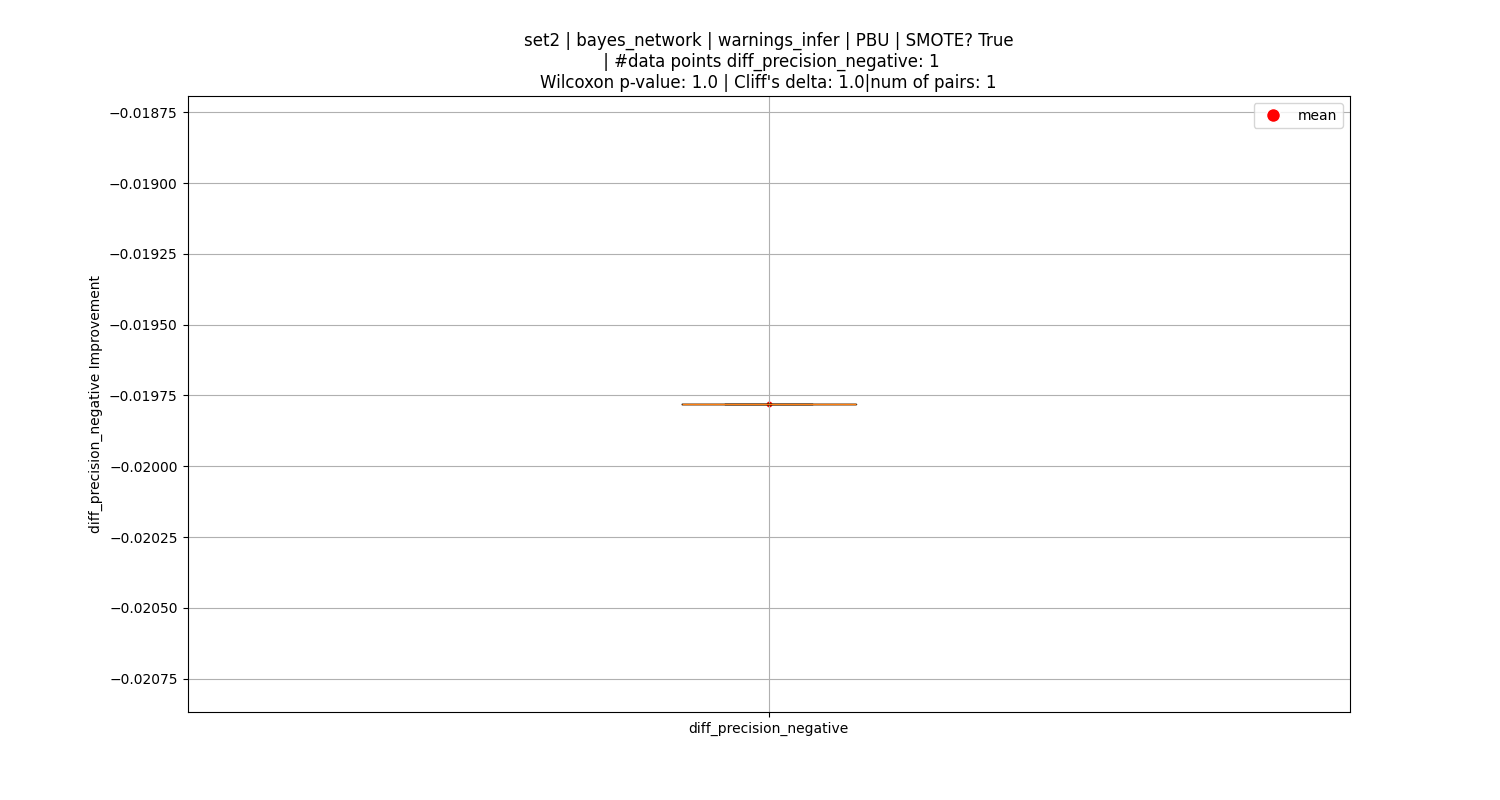 set2 | bayes_network | warnings_infer | PBU | SMOTE? True
| #data points diff_precision_negative: 1
Wilcoxon p-value: 1.0 | Cliff's delta: 1.0|num of pairs: 1
mean
diff_precision_negative Improvement
−0.01875
−0.01900
−0.01925
−0.01950
−0.01975
−0.02000
−0.02025
−0.02050
−0.02075
diff_precision_negative